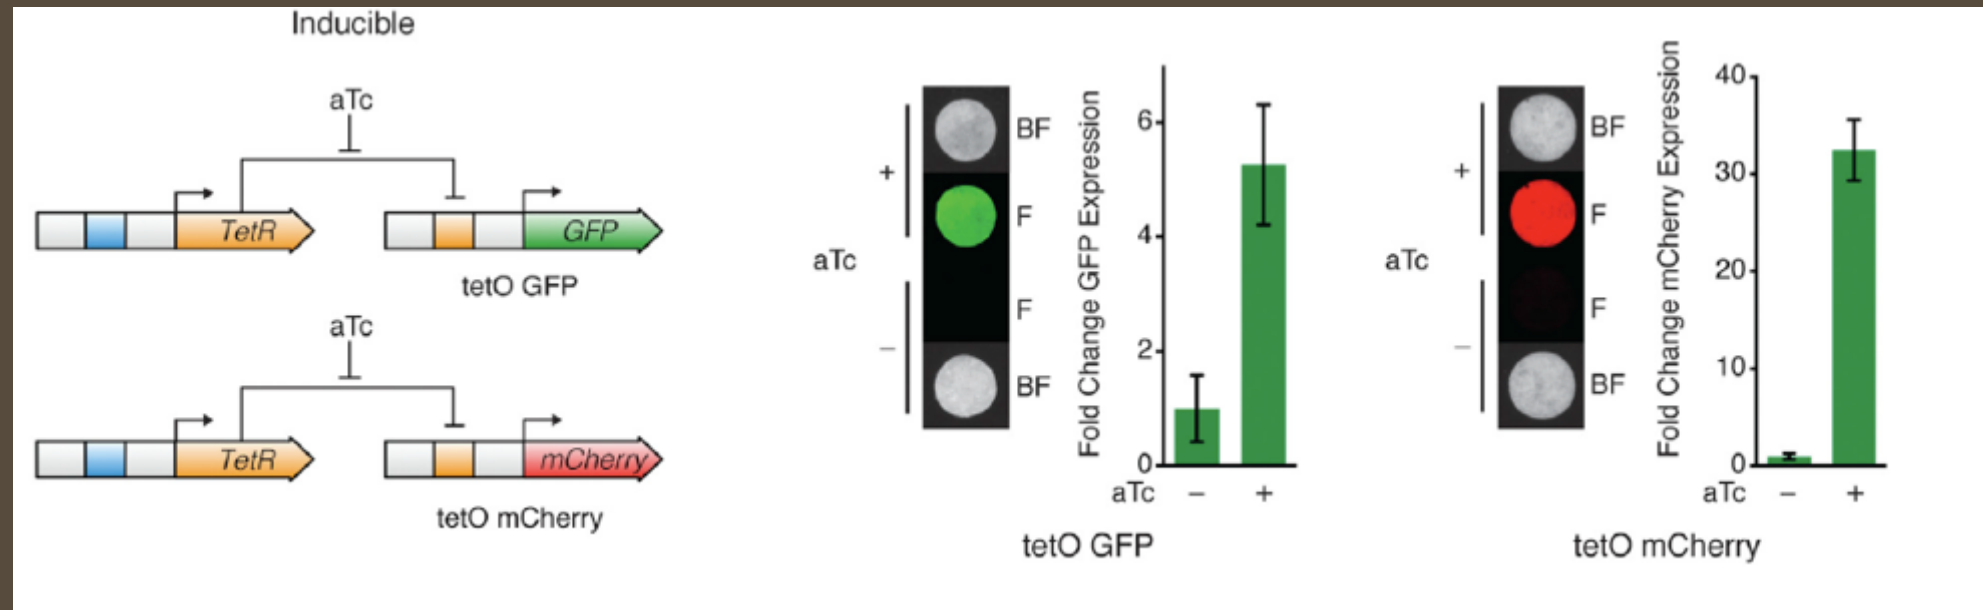 Inducible
aTc
TetR
GFP
tetO GFP
aTc
TetR
mCherry
tetO mCherry
+
aTc
–
BF
F
F
BF
Fold Change GFP Expression
6
4
2
0
aTc – +
tetO GFP
+
aTc
–
BF
F
F
BF
Fold Change mCherry Expression
40
30
20
10
0
aTc – +
tetO mCherry